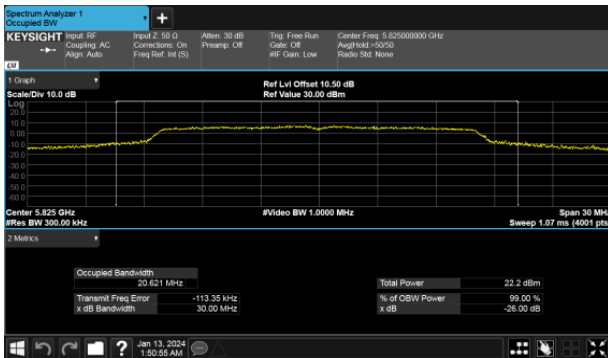 Spectrum Analyzer 1
Occupied BW
KEYSIGHT Input: RF Input Z: 50 Ω Atten: 30 dB Trig: Free Run Center Freq: 5.825000000 GHz
Coupling: AC Corrections: On Preamp: Off Gate: Off Avg|Hold:>50/50
Align: Auto Freq Ref: Int (S) #IF Gain: Low Radio Std: None
LXI
1 Graph
Ref Lvl Offset 10.50 dB
Scale/Div 10.0 dB Ref Value 30.00 dBm
Log
20.0
10.0
0.00
-10.0
-20.0
-30.0
-40.0
-50.0
-60.0
Center 5.825 GHz #Video BW 1.0000 MHz Span 30 MHz
#Res BW 300.00 kHz Sweep 1.07 ms (4001 pts)
2 Metrics
Occupied Bandwidth
20.621 MHz Total Power 22.2 dBm
Transmit Freq Error -113.35 kHz % of OBW Power 99.00 %
x dB Bandwidth 30.00 MHz x dB -26.00 dB
? Jan 13, 2024
1:50:55 AM